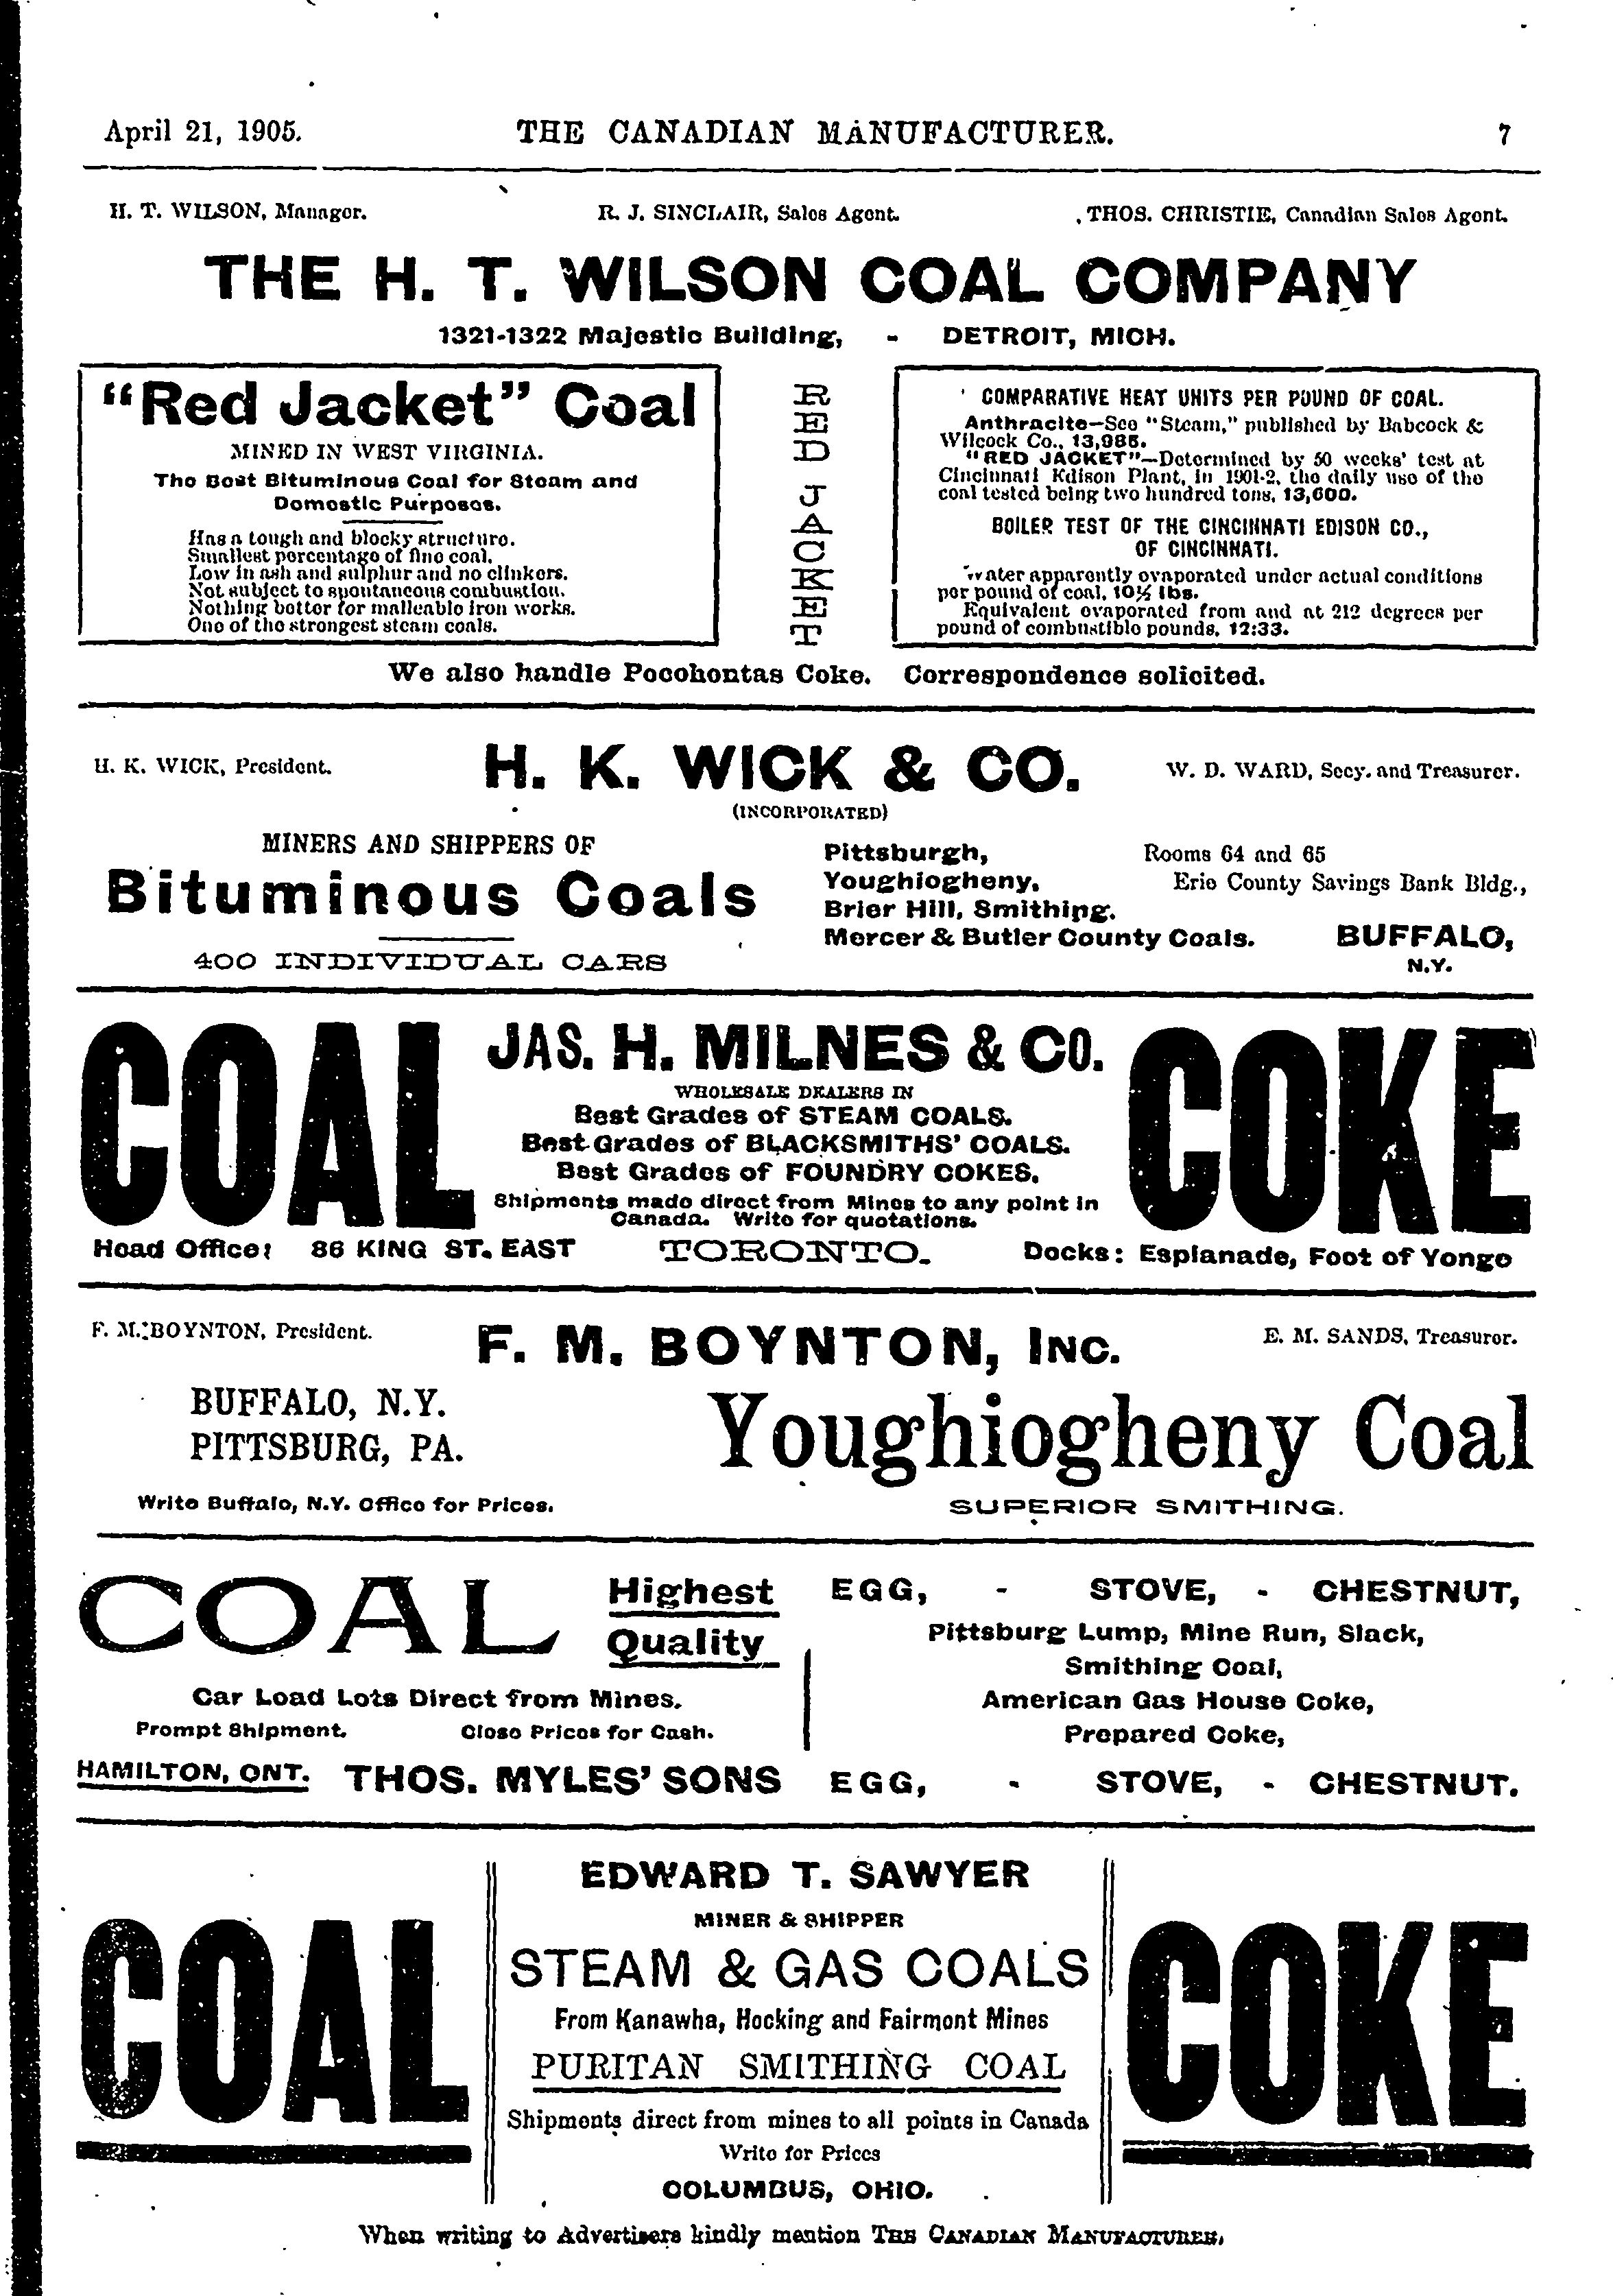 April 21, 1905.
THE CANADIAN MANUFACTURER.
7
H. T. WILSON, Manager.
R. J. SINCLAIR, Sales Agent.
THOS. CHRISTIE, Canadian Sales Agent.
THE H. T. WILSON COAL COMPANY
1321-1322 Majestic Building, - DETROIT, MICH.
"Red Jacket" Coal
MINED IN WEST VIRGINIA.
The Best Bituminous Coal for Steam and
Domestic Purposes.
Has a tough and blocky structure.
Smallest percentage of fine coal.
Low in ash and sulphur and no clinkers.
Not subject to spontaneous combustion.
Nothing better for malleable iron works.
One of the strongest steam coals.
RED JACKET
COMPARATIVE HEAT UNITS PER POUND OF COAL.
Anthracite—See "Steam," published by Babcock &
Wilcock Co., 13,985.
"RED JACKET"—Determined by 50 weeks' test at
Cincinnati Edison Plant, in 1901-2, the daily use of the
coal tested being two hundred tons, 13,600.
BOILER TEST OF THE CINCINNATI EDISON CO.,
OF CINCINNATI.
Water apparently evaporated under actual conditions
per pound of coal, 10½ lbs.
Equivalent evaporated from and at 212 degrees per
pound of combustible pounds, 12:33.
We also handle Pocohontas Coke. Correspondence solicited.
H. K. WICK, President.
H. K. WICK & CO.
W. D. WARD, Secy. and Treasurer.
(INCORPORATED)
MINERS AND SHIPPERS OF
Bituminous Coals
400 INDIVIDUAL CARS
Pittsburgh,
Youghiogheny,
Brier Hill, Smithing.
Mercer & Butler County Coals.
Rooms 64 and 65
Erie County Savings Bank Bldg.,
BUFFALO,
N.Y.
COAL
JAS. H. MILNES & CO.
WHOLESALE DEALERS IN
Best Grades of STEAM COALS.
Best Grades of BLACKSMITHS' COALS.
Best Grades of FOUNDRY COKES.
Shipments made direct from Mines to any point in
Canada. Write for quotations.
COKE
Head Office: 86 KING ST. EAST TORONTO. Docks: Esplanade, Foot of Yonge
F. M. BOYNTON, President.
F. M. BOYNTON, INC.
E. M. SANDS, Treasurer.
BUFFALO, N.Y.
PITTSBURG, PA.
Write Buffalo, N.Y. Office for Prices.
Youghiogheny Coal
SUPERIOR SMITHING.
COAL
Highest
Quality
Car Load Lots Direct from Mines.
Prompt Shipment. Close Prices for Cash.
HAMILTON, ONT. THOS. MYLES' SONS
EGG, - STOVE, - CHESTNUT,
Pittsburg Lump, Mine Run, Slack,
Smithing Coal,
American Gas House Coke,
Prepared Coke,
EGG, - STOVE, - CHESTNUT.
COAL
EDWARD T. SAWYER
MINER & SHIPPER
STEAM & GAS COALS
From Kanawha, Hocking and Fairmont Mines
PURITAN SMITHING COAL
Shipments direct from mines to all points in Canada
Write for Prices
COLUMBUS, OHIO.
COKE
When writing to Advertisers kindly mention THE CANADIAN MANUFACTURER.